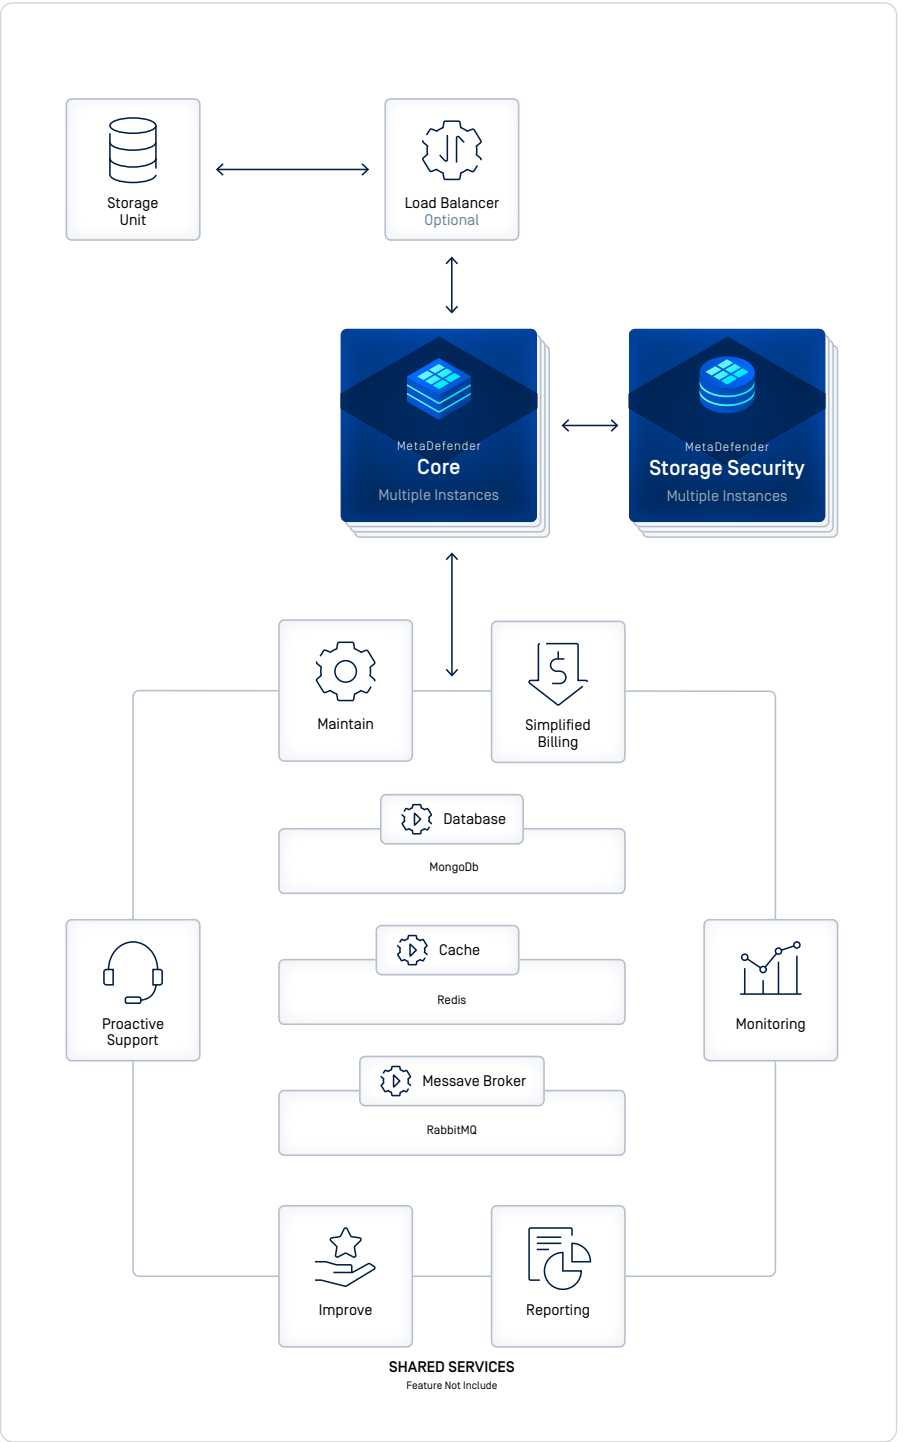 Storage
Unit
Load Balancer
Optional
MetaDefender
Core
Multiple Instances
MetaDefender
Storage Security
Multiple Instances
Maintain
Simplified
Billing
Database
MongoDb
Cache
Redis
Proactive
Support
Monitoring
Messave Broker
RabbitMQ
Improve
Reporting
SHARED SERVICES
Feature Not Include